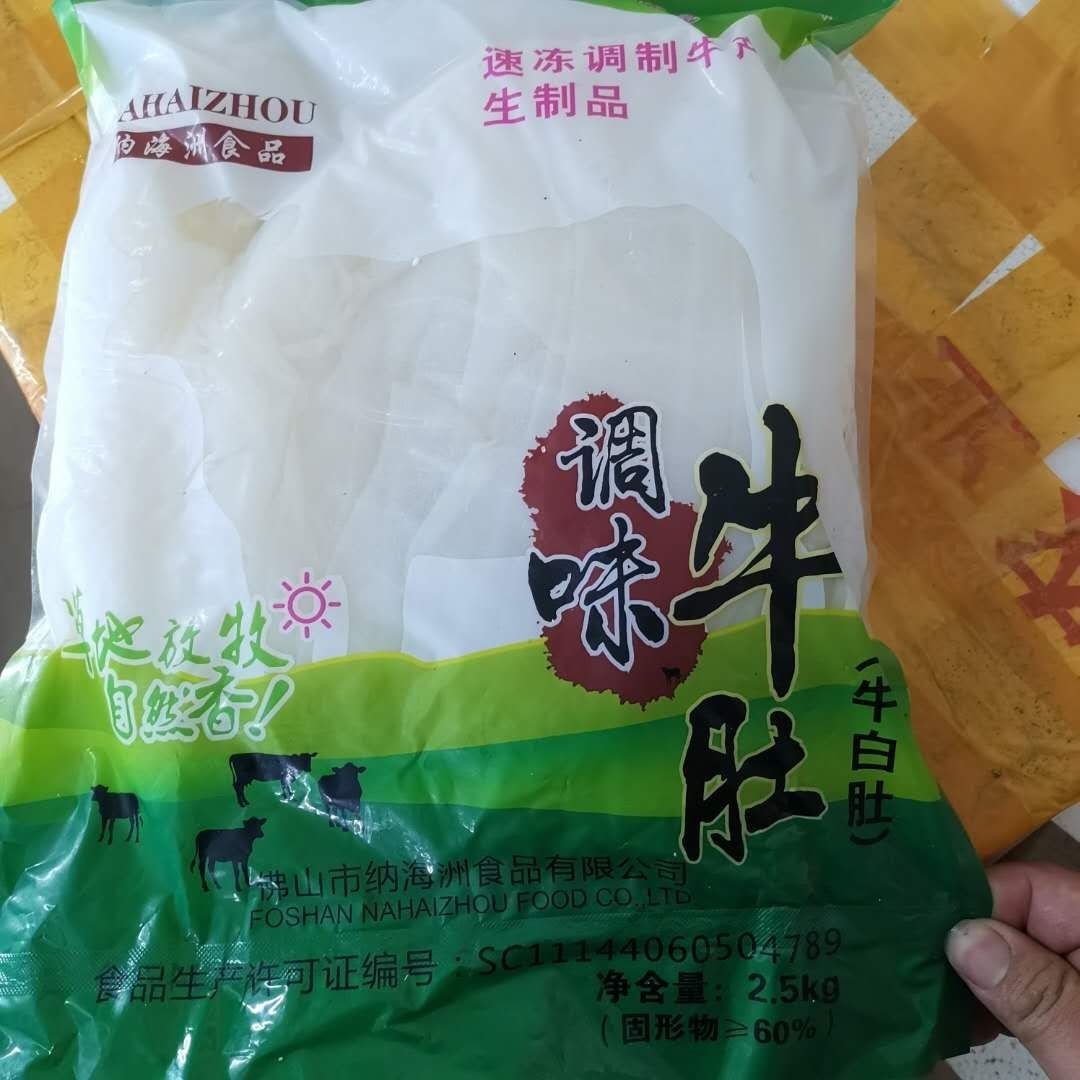 AHAIZHOU
纳海洲食品
速冻调制牛肚
生制品
调味
牛肚
(牛白肚)
草地放牧
自然香!
佛山市纳海洲食品有限公司
FOSHAN NAHAIZHOU FOOD CO.,LTD
食品生产许可证编号:SC11144060504789
净含量: 2.5kg
(固形物≥60%)